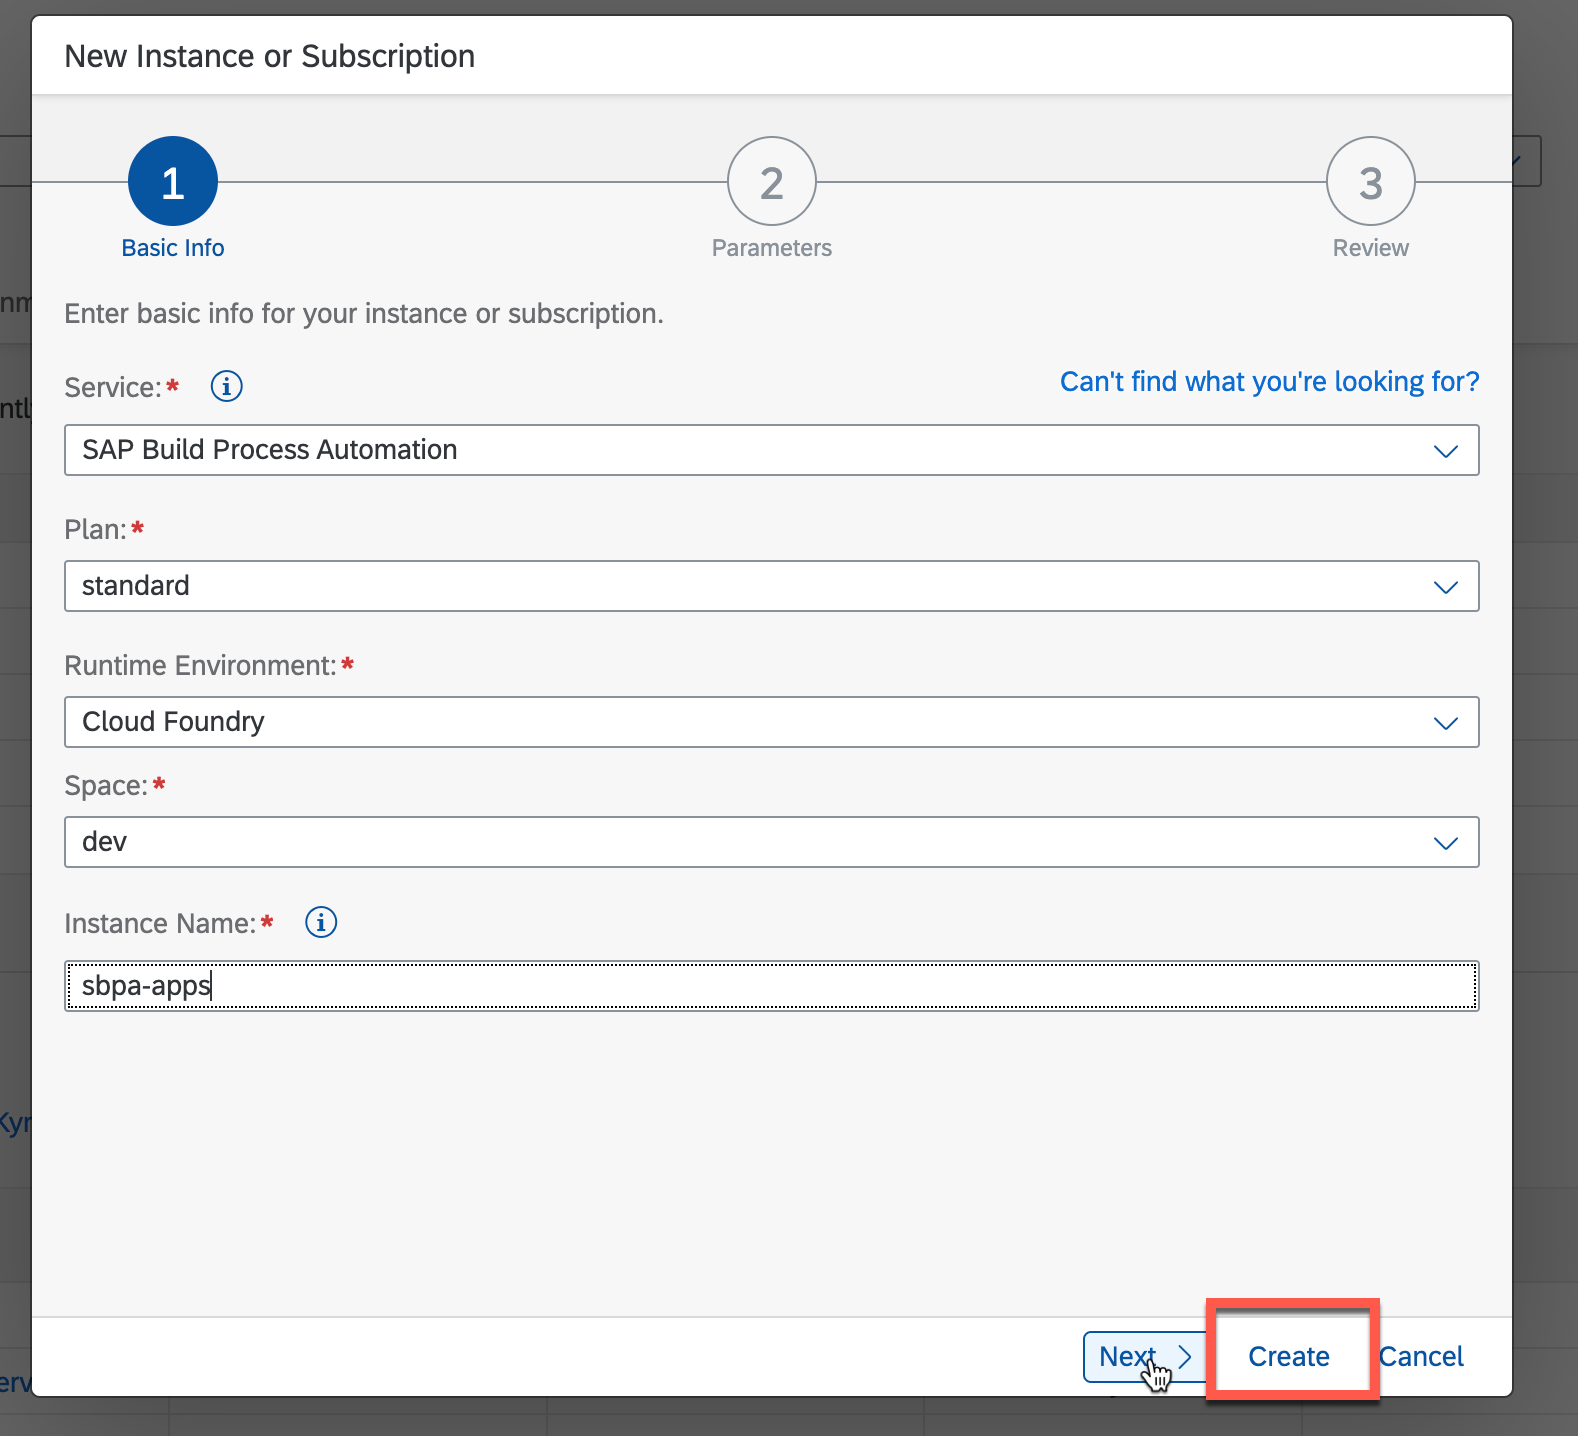 New Instance or Subscription
1
2
3
Basic Info
Parameters
Review
Enter basic info for your instance or subscription.
Service:*
Can't find what you're looking for?
SAP Build Process Automation
Plan:*
standard
Runtime Environment:*
Cloud Foundry
Space:*
dev
Instance Name:*
sbpa-apps
Next
Create
Cancel